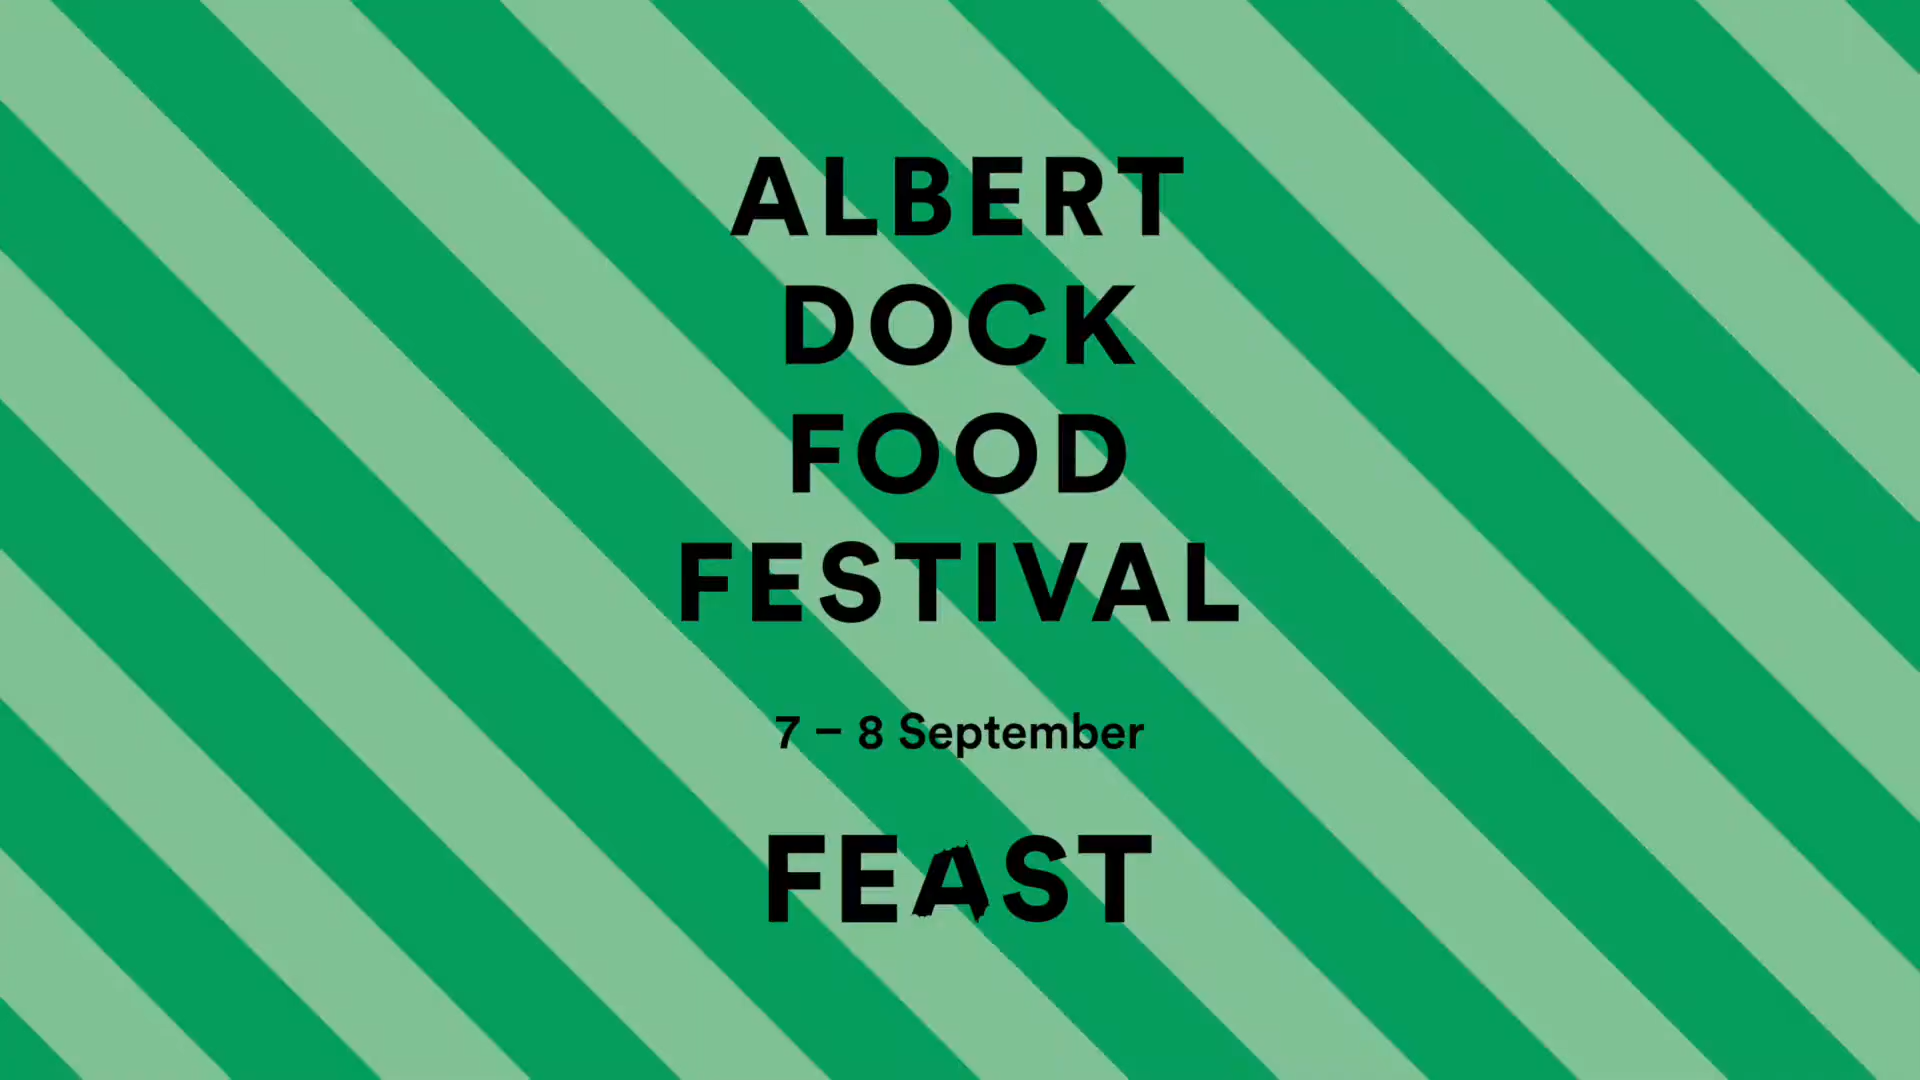 ALBERT
DOCK
FOOD
FESTIVAL
7 – 8 September
FEAST